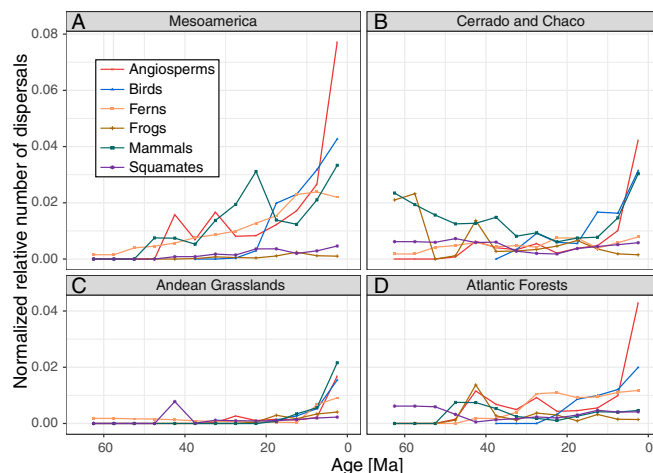 A Mesoamerica
B Cerrado and Chaco
0.08
0.06
0.04
0.02
0.00
Angiosperms
Birds
Ferns
Frogs
Mammals
Squamates
C Andean Grasslands
D Atlantic Forests
0.04
0.02
0.00
60 40 20 0
60 40 20 0
Normalized relative number of dispersals
Age [Ma]